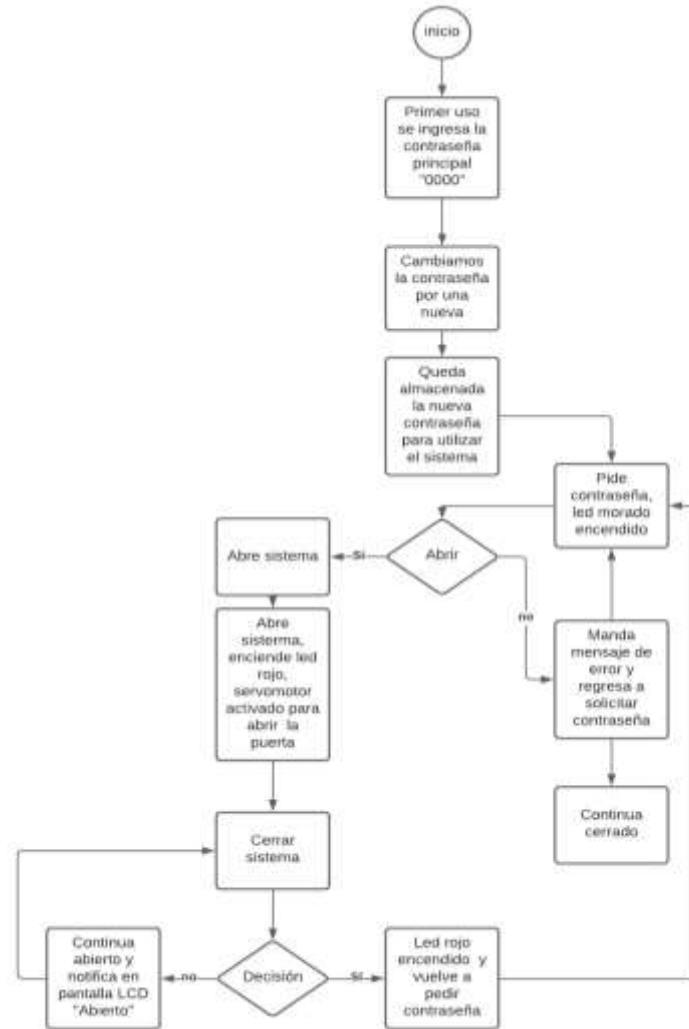 inicio
Primer uso
se ingresa la
contraseña
principal
"0000"
Cambiamos
la contraseña
por una
nueva
Queda
almacenada
la nueva
contraseña
para utilizar
el sistema
Pide
contraseña,
led morado
encendido
Abrir
Si
Abre sistema
no
Abre
sisterma,
enciende led
rojo,
servomotor
activado para
abrir la
puerta
Manda
mensaje de
error y
regresa a
solicitar
contraseña
Continua
cerrado
Cerrar
sistema
Decisión
no
Continua
abierto y
notifica en
pantalla LCD
"Abierto"
Si
Led rojo
encendido y
vuelve a
pedir
contraseña